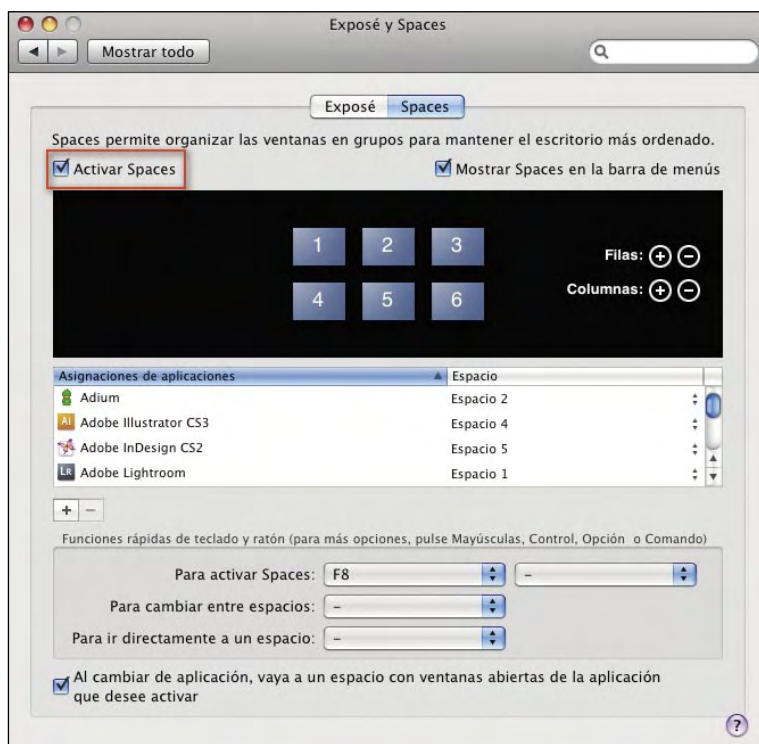 Exposé y Spaces
Mostrar todo
Exposé Spaces
Spaces permite organizar las ventanas en grupos para mantener el escritorio más ordenado.
Activar Spaces Mostrar Spaces en la barra de menús
1 2 3
Filas: + −
4 5 6
Columnas: + −
Asignaciones de aplicaciones Espacio
Adium Espacio 2
AI Adobe Illustrator CS3 Espacio 4
Adobe InDesign CS2 Espacio 5
LR Adobe Lightroom Espacio 1
+ −
Funciones rápidas de teclado y ratón (para más opciones, pulse Mayúsculas, Control, Opción o Comando)
Para activar Spaces: F8 –
Para cambiar entre espacios: –
Para ir directamente a un espacio: –
Al cambiar de aplicación, vaya a un espacio con ventanas abiertas de la aplicación
que desee activar
?